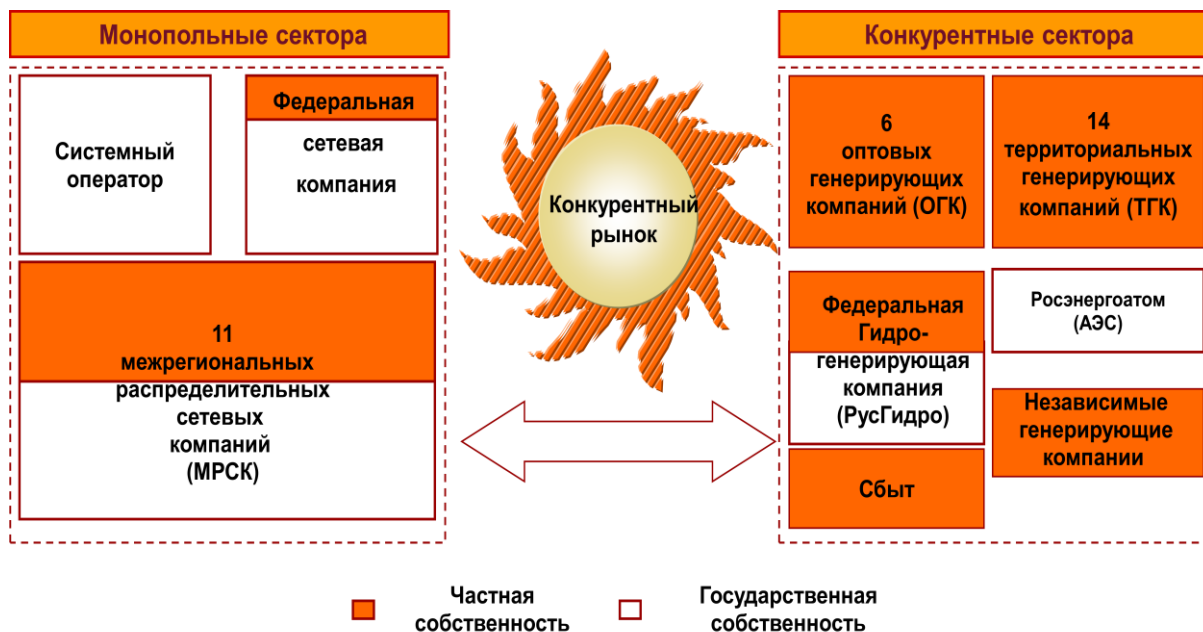 Монопольные сектора
Системный
оператор
Федеральная
сетевая
компания
11
межрегиональных
распределительных
сетевых
компаний
(МРСК)
Конкурентный
рынок
Конкурентные сектора
6
оптовых
генерирующих
компаний (ОГК)
14
территориальных
генерирующих
компаний (ТГК)
Федеральная
Гидро-
генерирующая
компания
(РусГидро)
Росэнергоатом
(АЭС)
Сбыт
Независимые
генерирующие
компании
Частная
собственность
Государственная
собственность